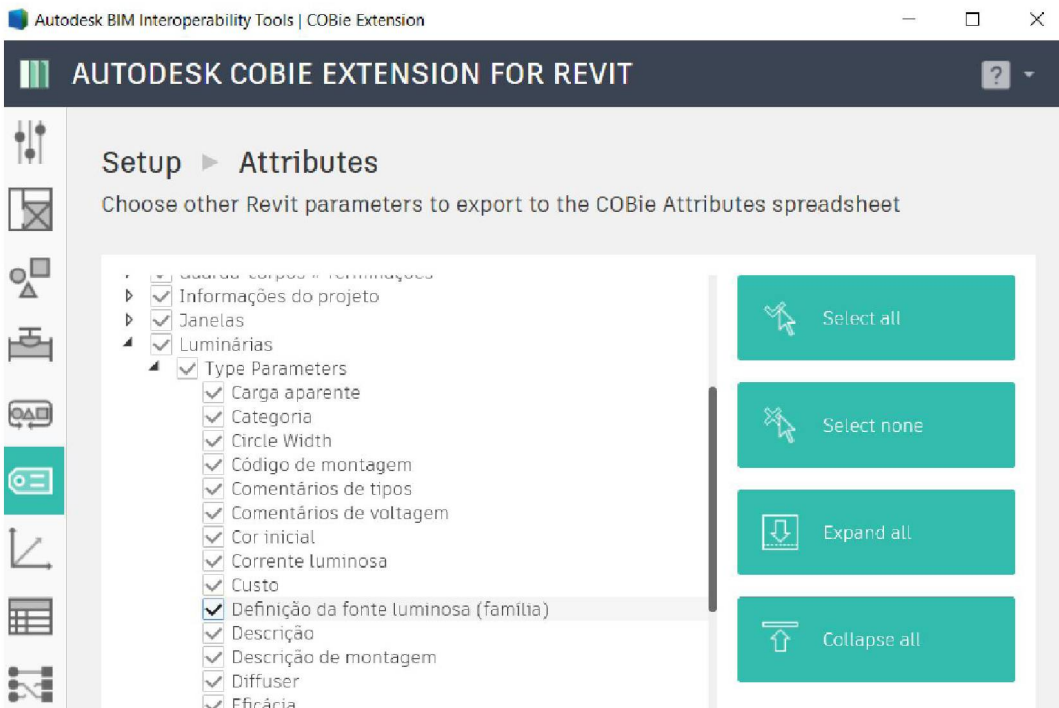 Autodesk BIM Interoperability Tools | COBie Extension
AUTODESK COBIE EXTENSION FOR REVIT
?
Setup ▶ Attributes
Choose other Revit parameters to export to the COBie Attributes spreadsheet
Informações do projeto
Janelas
Luminárias
Type Parameters
Carga aparente
Categoria
Circle Width
Código de montagem
Comentários de tipos
Comentários de voltagem
Cor inicial
Corrente luminosa
Custo
Definição da fonte luminosa (família)
Descrição
Descrição de montagem
Diffuser
Eficácia
Select all
Select none
Expand all
Collapse all